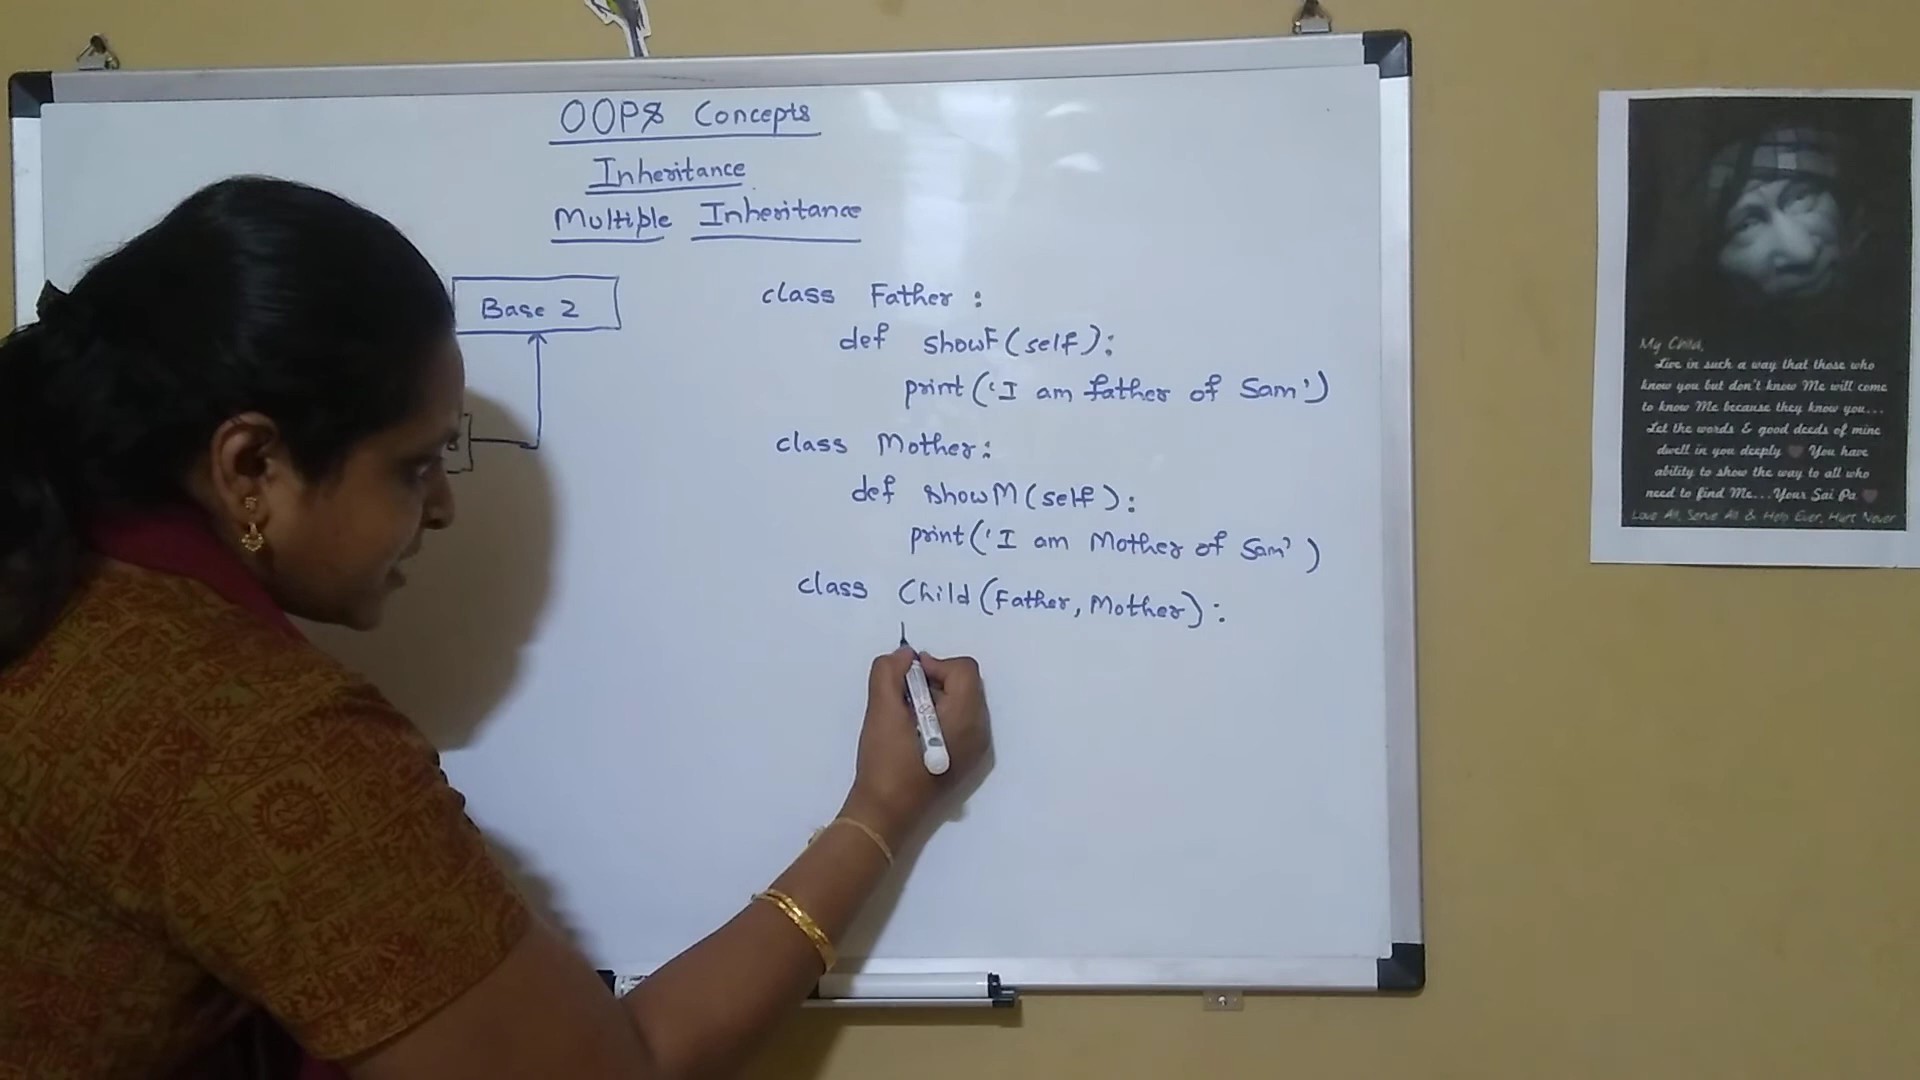 OOPS Concepts
Inheritance
Multiple Inheritance
Base 2
class Father :
def showF(self):
print('I am father of Sam')
class Mother:
def showM(self):
print('I am Mother of Sam')
class Child(Father, Mother):
My Child,
Live in such a way that those who
know you but don't know Me will come
to know Me because they know you...
Let the words & good deeds of mine
dwell in you deeply You have
ability to show the way to all who
need to find Me... Your Sai Pa
Love All, Serve All & Help Ever, Hurt Never